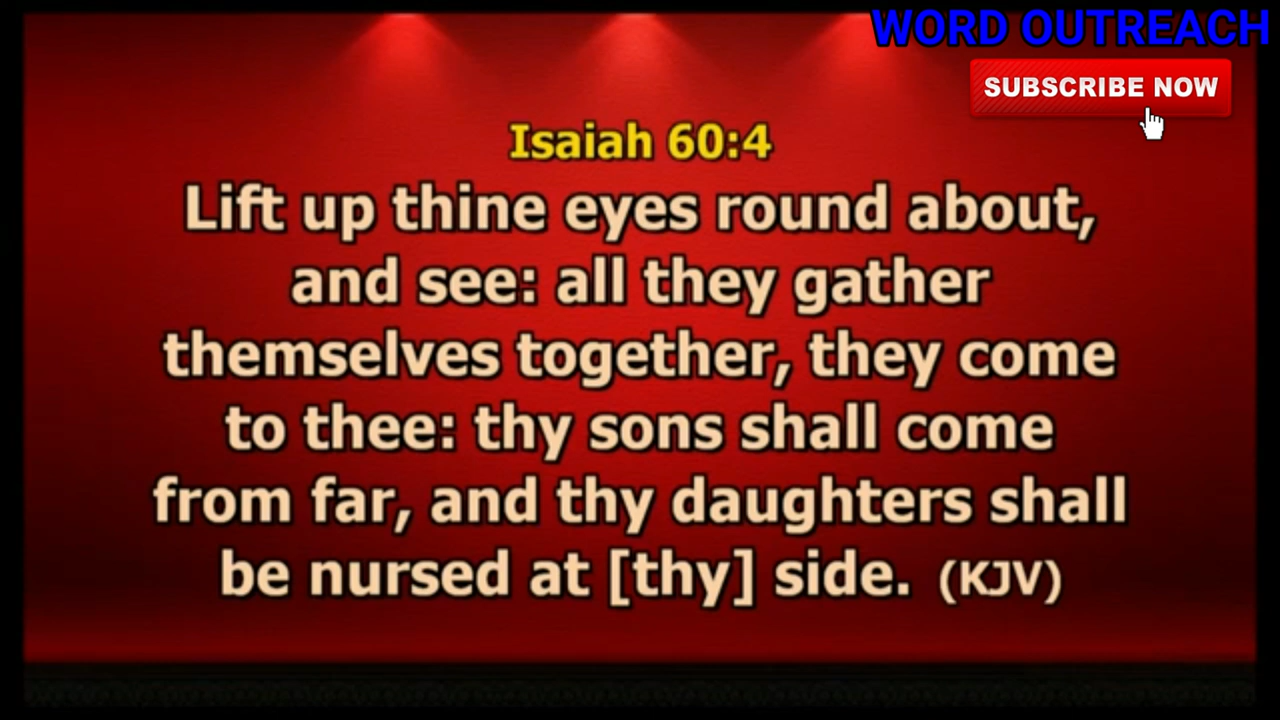 WORD OUTREACH
SUBSCRIBE NOW
Isaiah 60:4
Lift up thine eyes round about,
and see: all they gather
themselves together, they come
to thee: thy sons shall come
from far, and thy daughters shall
be nursed at [thy] side. (KJV)